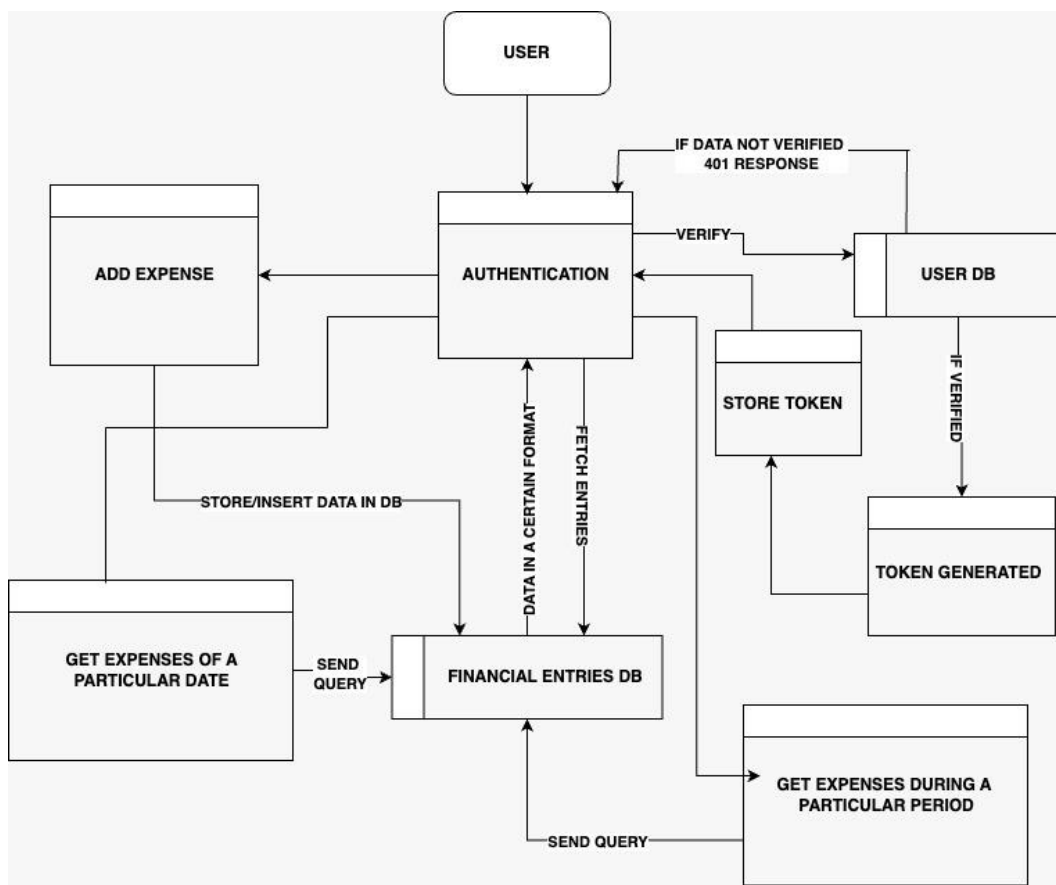 USER
IF DATA NOT VERIFIED
401 RESPONSE
VERIFY
ADD EXPENSE
AUTHENTICATION
USER DB
IF VERIFIED
STORE TOKEN
DATA IN A CERTAIN FORMAT
FETCH ENTRIES
STORE/INSERT DATA IN DB
TOKEN GENERATED
GET EXPENSES OF A
PARTICULAR DATE
SEND
QUERY
FINANCIAL ENTRIES DB
GET EXPENSES DURING A
PARTICULAR PERIOD
SEND QUERY